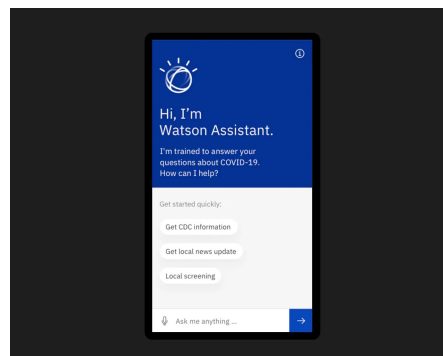 Hi, I'm
Watson Assistant.
I'm trained to answer your
questions about COVID-19.
How can I help?
Get started quickly:
Get CDC information
Get local news update
Local screening
Ask me anything ...